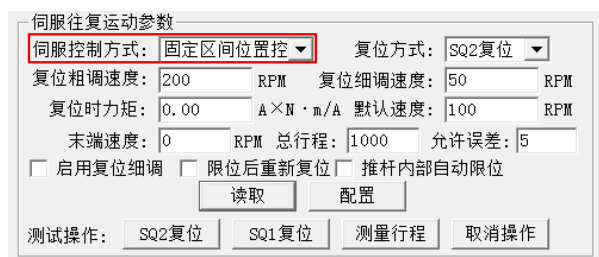 伺服往复运动参数
伺服控制方式: 固定区间位置控 复位方式: SQ2复位
复位粗调速度: 200 RPM 复位细调速度: 50 RPM
复位时力矩: 0.00 A×N·m/A 默认速度: 100 RPM
末端速度: 0 RPM 总行程: 1000 允许误差: 5
启用复位细调 限位后重新复位 推杆内部自动限位
读取 配置
测试操作: SQ2复位 SQ1复位 测量行程 取消操作